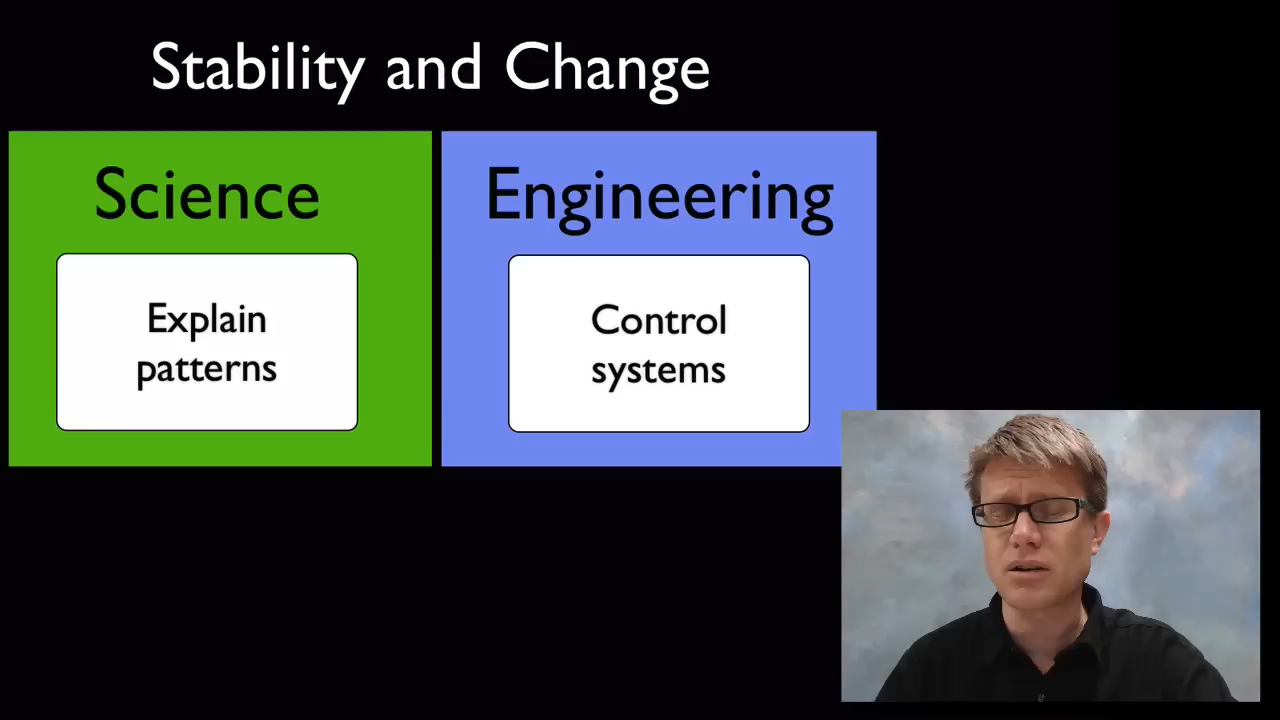 Stability and Change
Science
Explain
patterns
Engineering
Control
systems